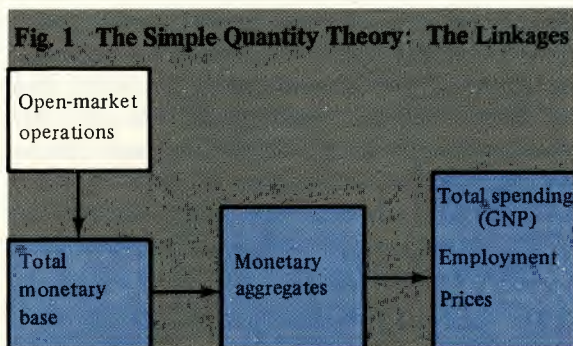 Fig. 1 The Simple Quantity Theory: The Linkages
Open-market
operations
Total
monetary
base
Monetary
aggregates
Total spending
(GNP)
Employment
Prices